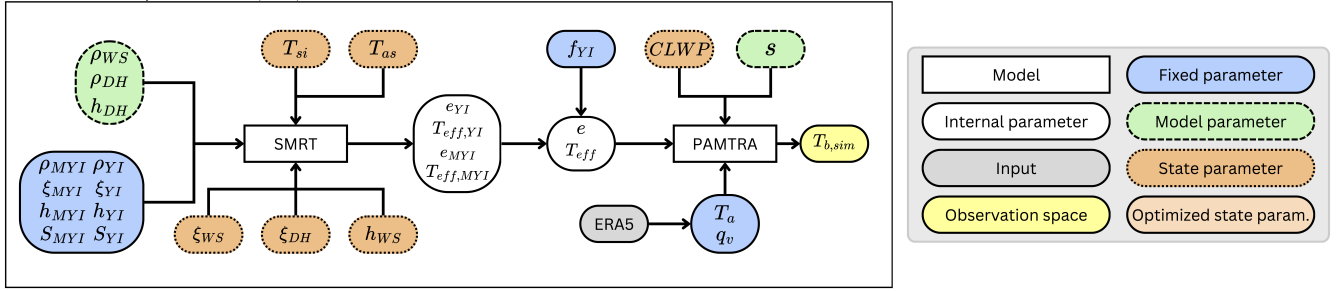 ρ_WS
ρ_DH
h_DH
ρ_MYI ρ_YI
ξ_MYI ξ_YI
h_MYI h_YI
S_MYI S_YI
T_si
T_as
SMRT
ξ_WS
ξ_DH
h_WS
e_YI
T_eff,YI
e_MYI
T_eff,MYI
f_YI
e
T_eff
CLWP
s
PAMTRA
T_b,sim
ERA5
T_a
q_v
Model
Fixed parameter
Internal parameter
Model parameter
Input
State parameter
Observation space
Optimized state param.